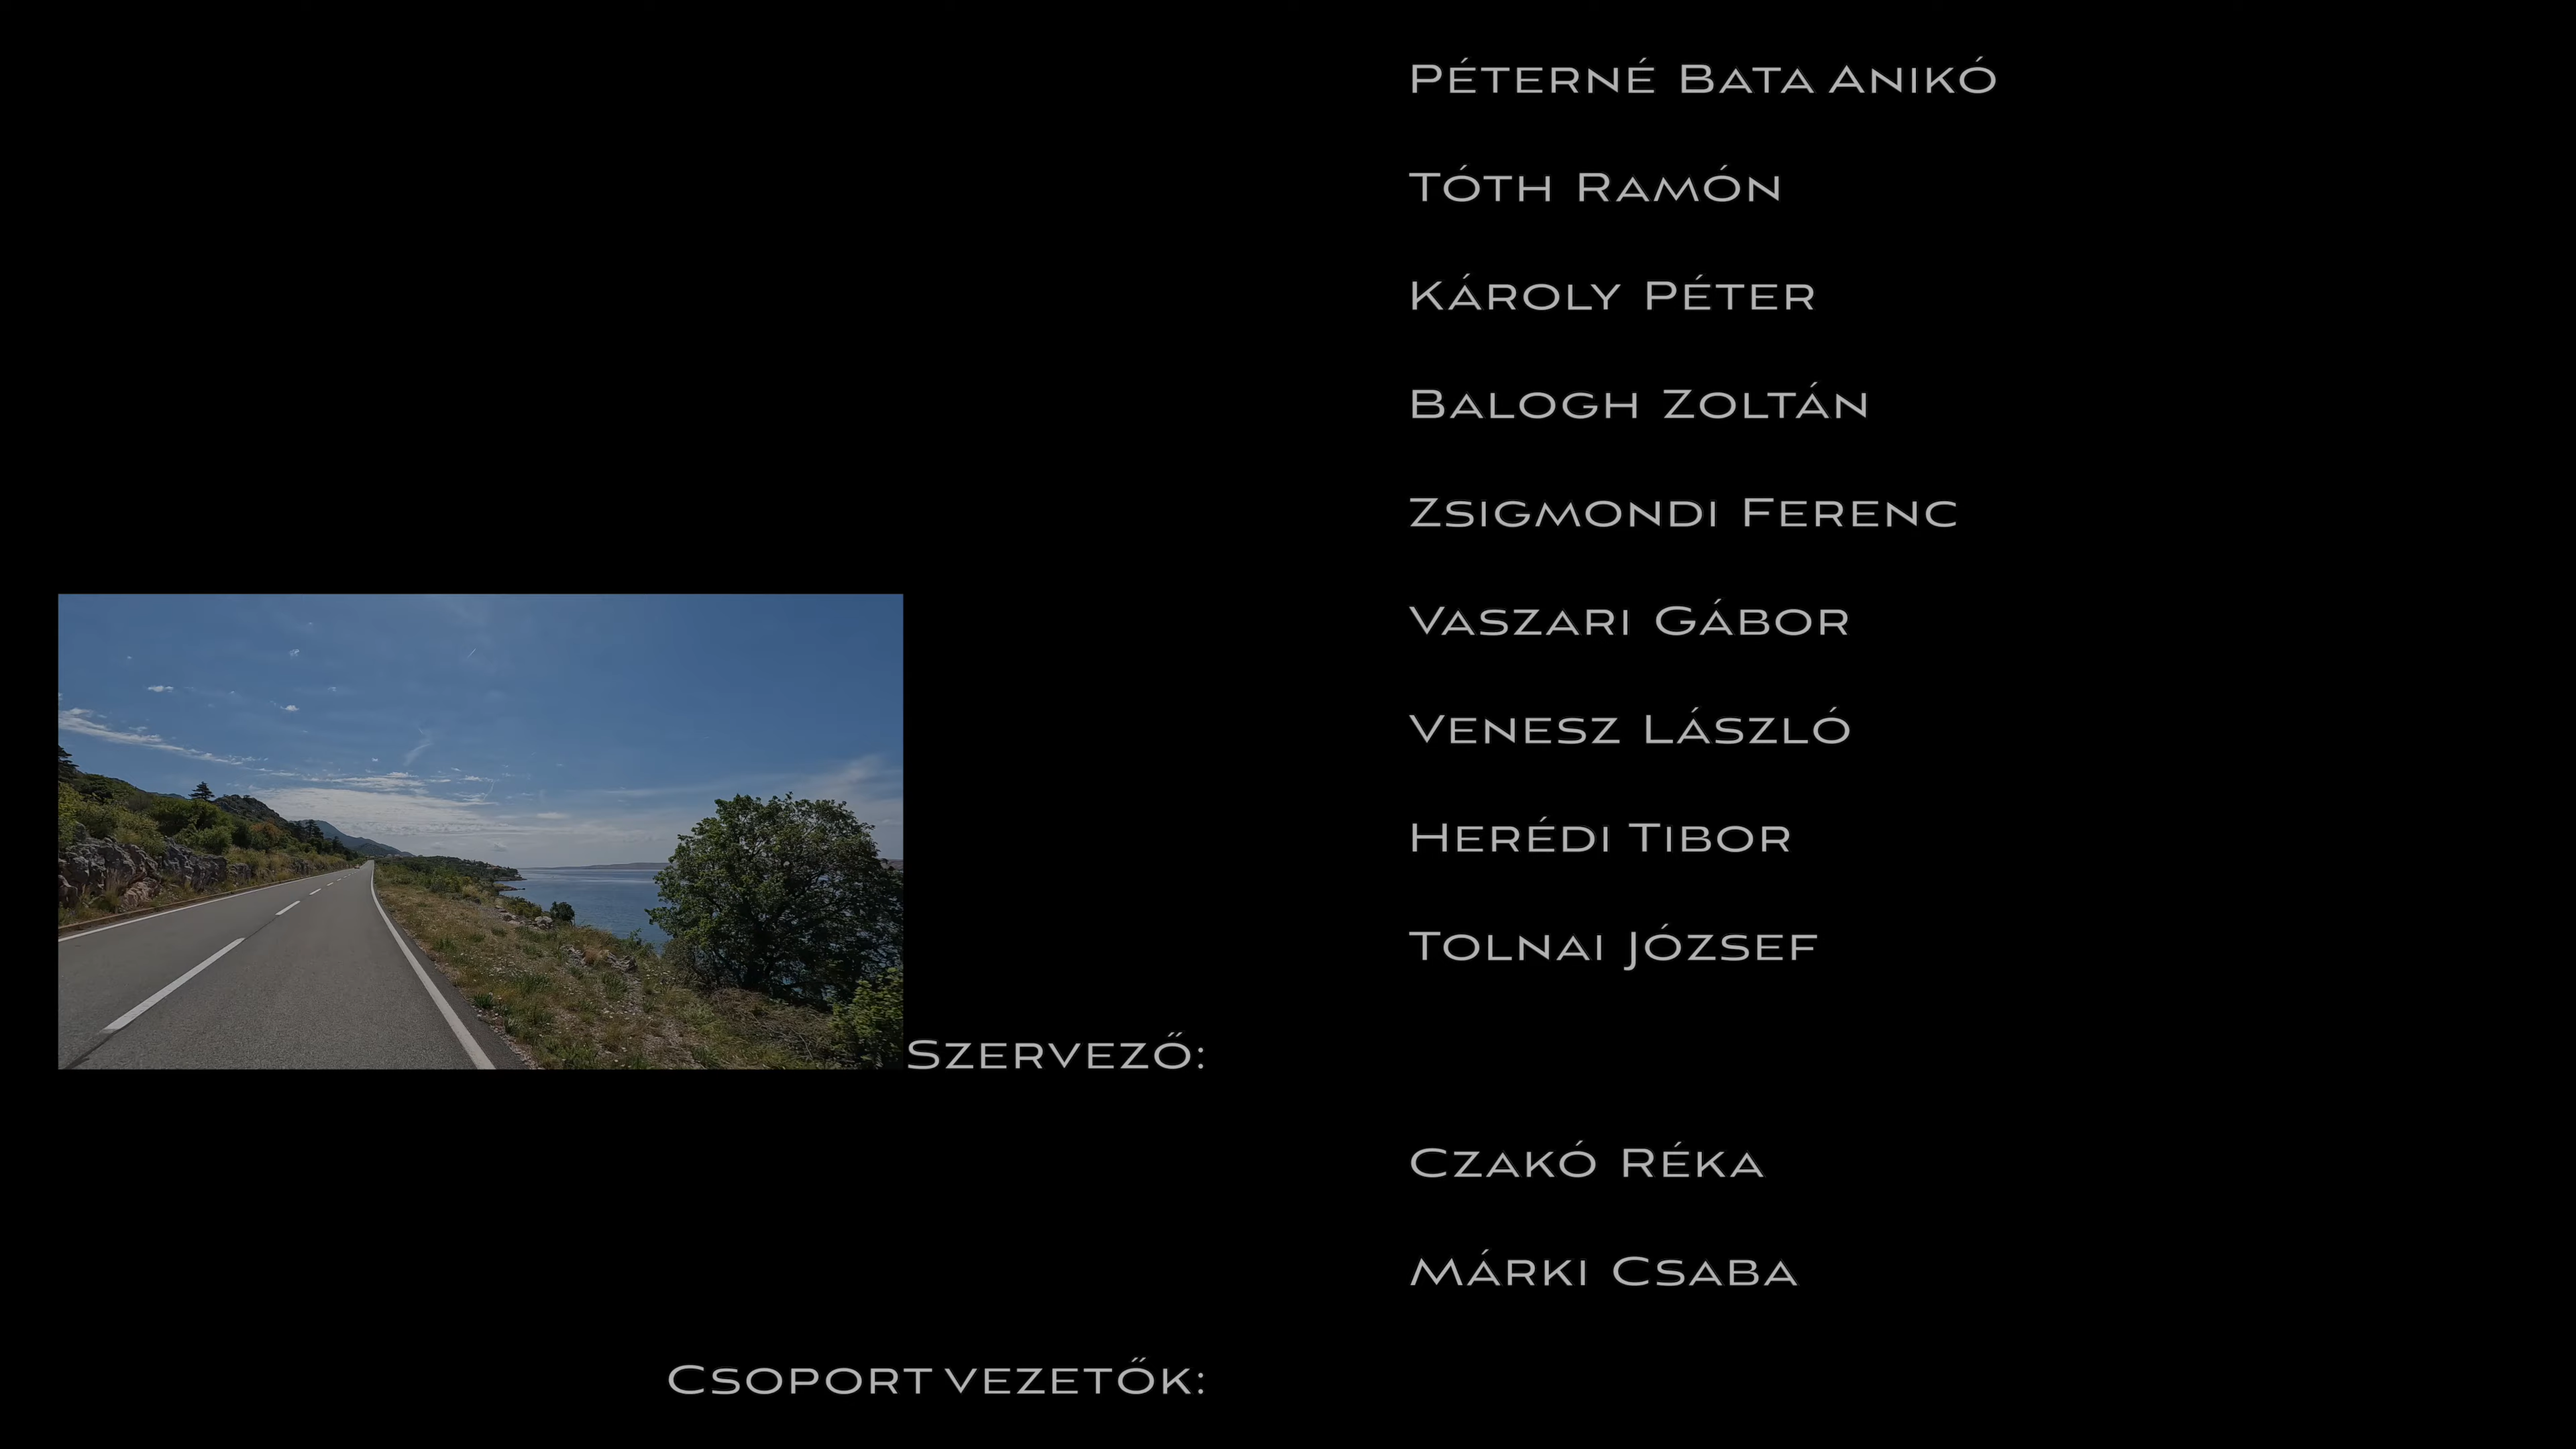 Péterné Bata Anikó
Tóth Ramón
Károly Péter
Balogh Zoltán
Zsigmondi Ferenc
Vaszari Gábor
Venesz László
Herédi Tibor
Tolnai József
Szervező:
Czakó Réka
Márki Csaba
Csoport vezetők: